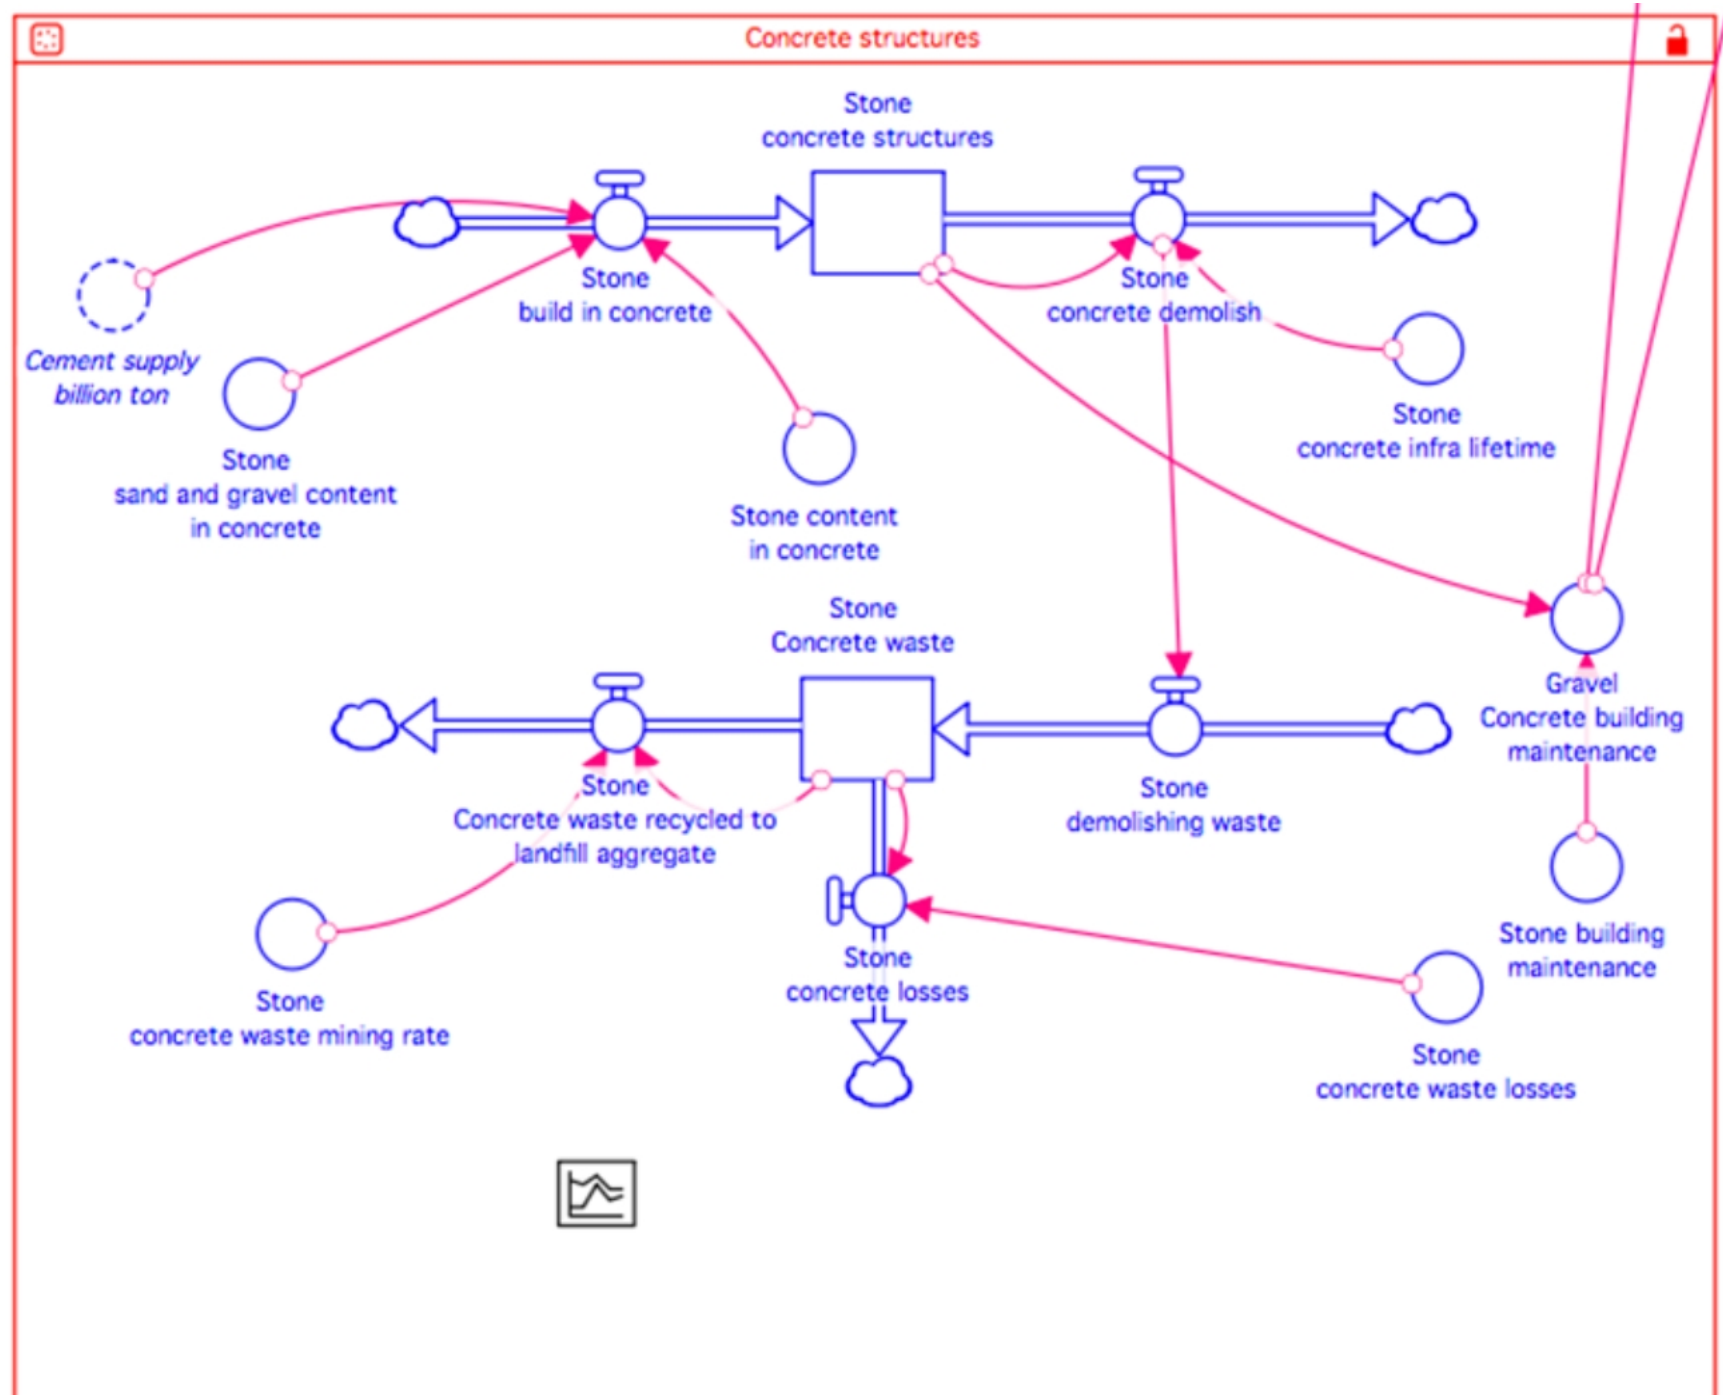 Concrete structures
Stone
concrete structures
Stone
build in concrete
Stone
concrete demolish
Cement supply
billion ton
Stone
sand and gravel content
in concrete
Stone content
in concrete
Stone
concrete infra lifetime
Stone
Concrete waste
Gravel
Concrete building
maintenance
Stone
Concrete waste recycled to
landfill aggregate
Stone
demolishing waste
Stone building
maintenance
Stone
concrete losses
Stone
concrete waste mining rate
Stone
concrete waste losses